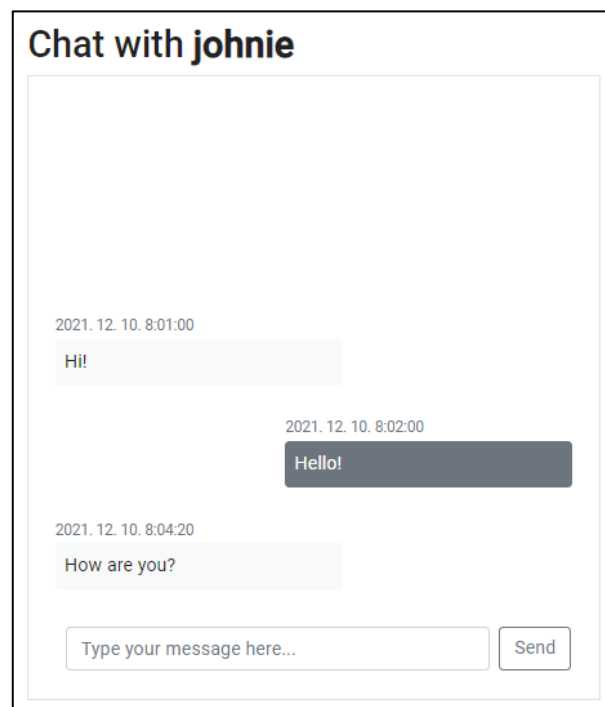 Chat with johnie
2021. 12. 10. 8:01:00
Hi!
2021. 12. 10. 8:02:00
Hello!
2021. 12. 10. 8:04:20
How are you?
Type your message here...
Send